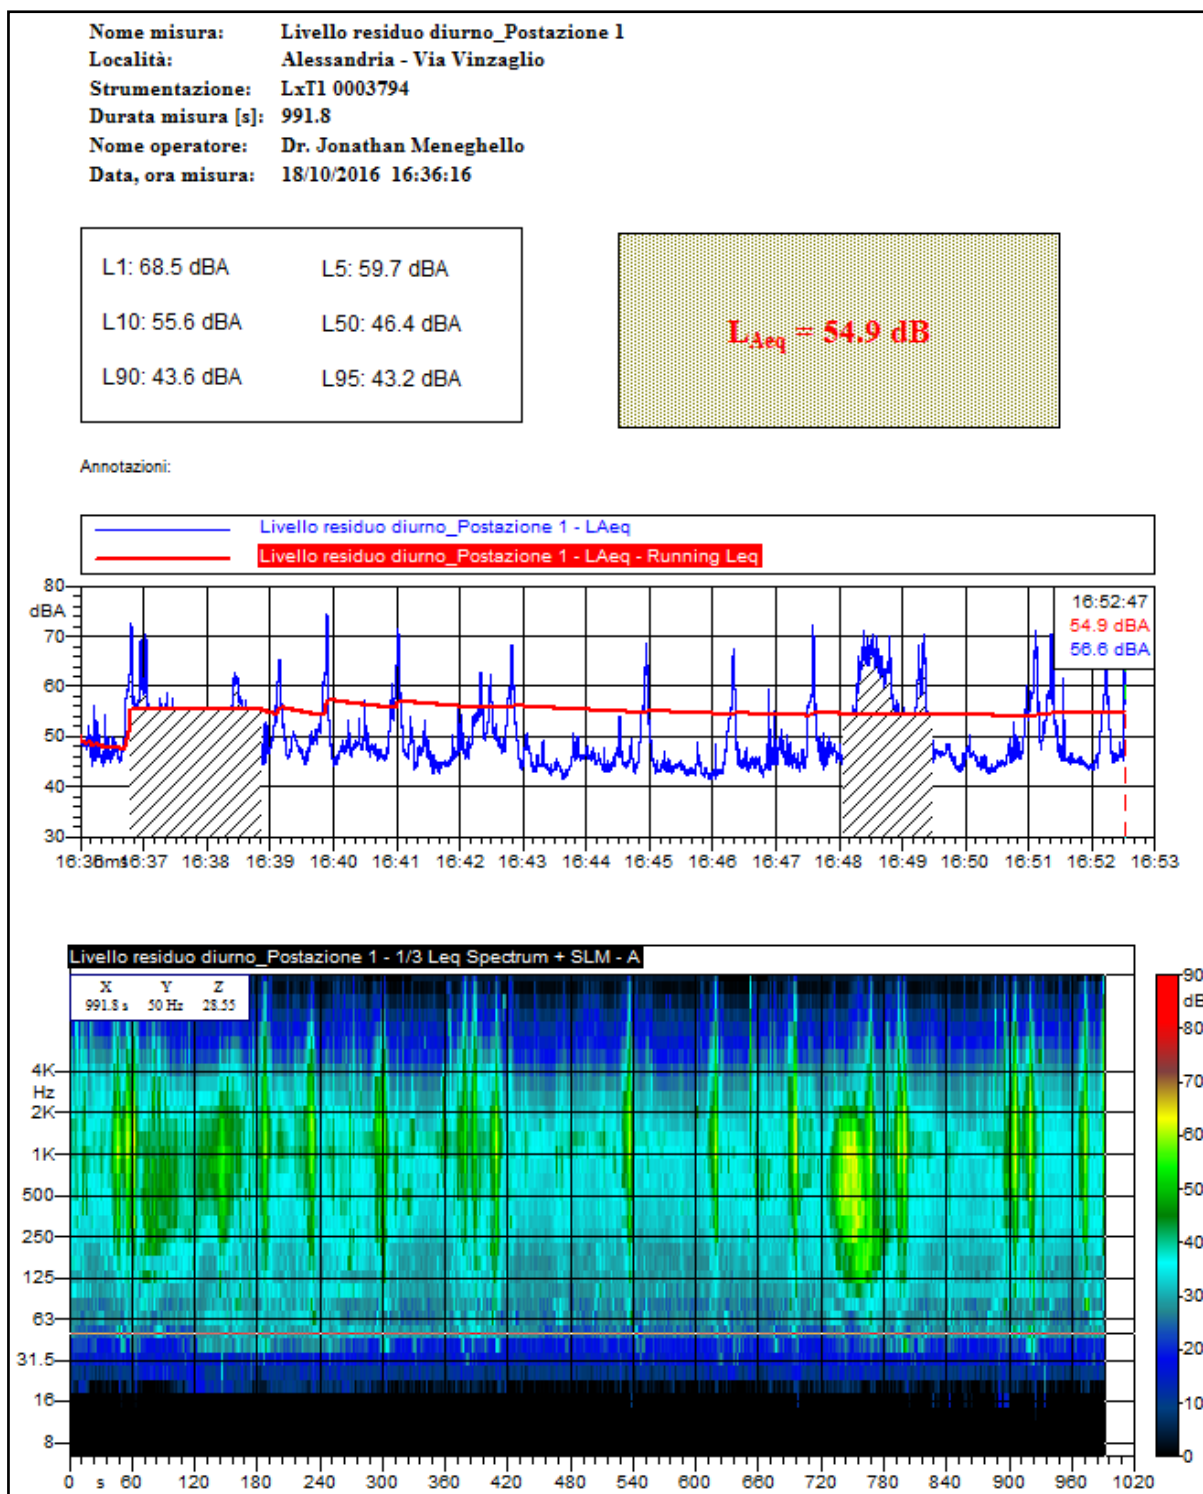 Nome misura: Livello residuo diurno_Postazione 1
Località: Alessandria - Via Vinzaglio
Strumentazione: LxT1 0003794
Durata misura [s]: 991.8
Nome operatore: Dr. Jonathan Meneghello
Data, ora misura: 18/10/2016 16:36:16
L1: 68.5 dBA L5: 59.7 dBA
L10: 55.6 dBA L50: 46.4 dBA
L90: 43.6 dBA L95: 43.2 dBA
LAeq = 54.9 dB
Annotazioni:
Livello residuo diurno_Postazione 1 - LAeq
Livello residuo diurno_Postazione 1 - LAeq - Running Leq
80
dBA
70
60
50
40
30
16:52:47
54.9 dBA
56.6 dBA
16:36 16:37 16:38 16:39 16:40 16:41 16:42 16:43 16:44 16:45 16:46 16:47 16:48 16:49 16:50 16:51 16:52 16:53
Livello residuo diurno_Postazione 1 - 1/3 Leq Spectrum + SLM - A
X Y Z
991.8 s 50 Hz 28.55
4K
Hz
2K
1K
500
250
125
63
31.5
16
8
0 s 60 120 180 240 300 360 420 480 540 600 660 720 780 840 900 960 1020
90
dB
80
70
60
50
40
30
20
10
0